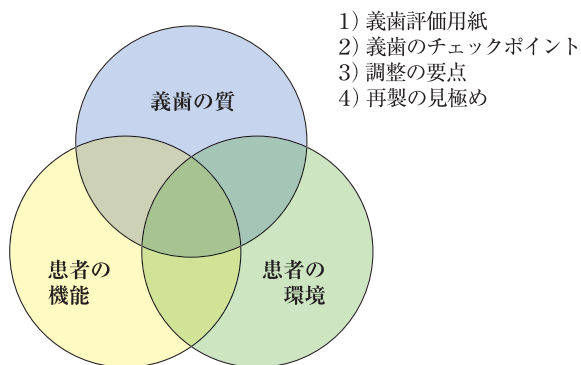 1）義歯評価用紙
2）義歯のチェックポイント
3）調整の要点
4）再製の見極め
義歯の質
患者の
機能
患者の
環境